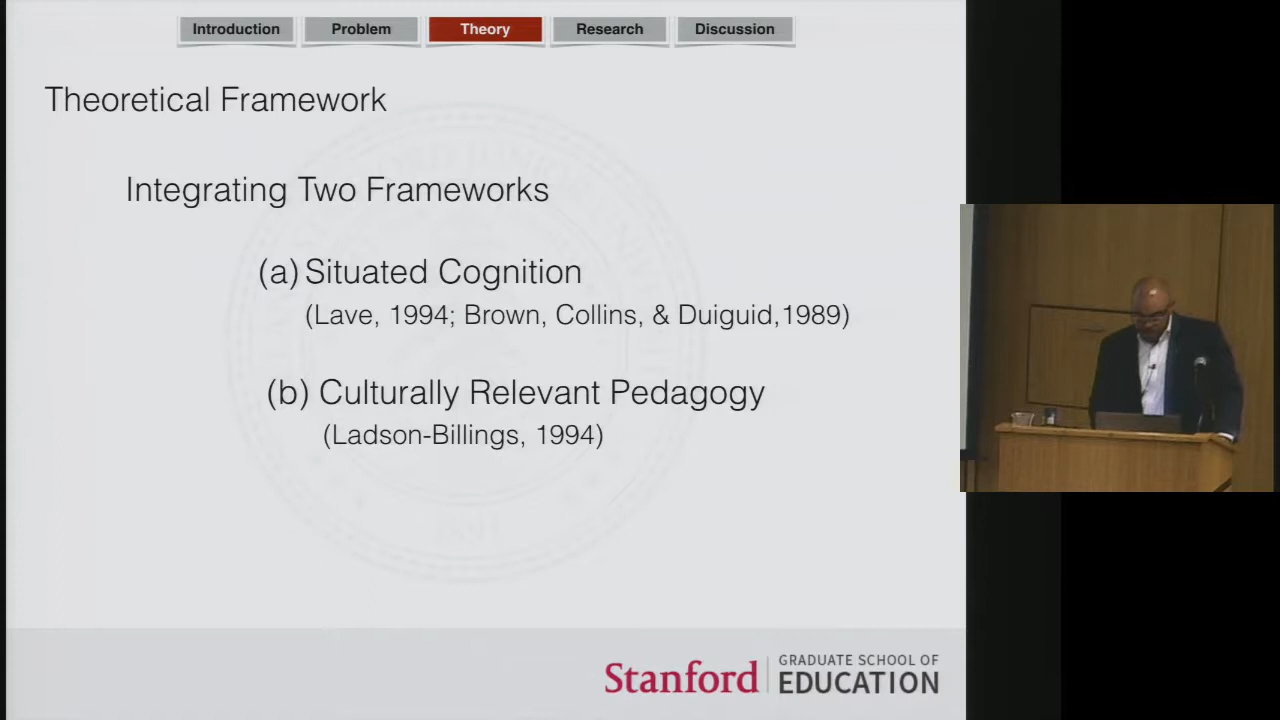 Introduction Problem Theory Research Discussion
Theoretical Framework
Integrating Two Frameworks
(a) Situated Cognition
(Lave, 1994; Brown, Collins, & Duiguid,1989)
(b) Culturally Relevant Pedagogy
(Ladson-Billings, 1994)
1891
Stanford GRADUATE SCHOOL OF
EDUCATION